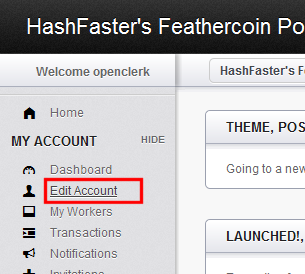 HashFaster's Feathercoin Po
Welcome openclerk
HashFaster's F
Home
MY ACCOUNT HIDE
Dashboard
Edit Account
My Workers
Transactions
Notifications
Invitations
THEME, POS
Going to a new
LAUNCHED!,